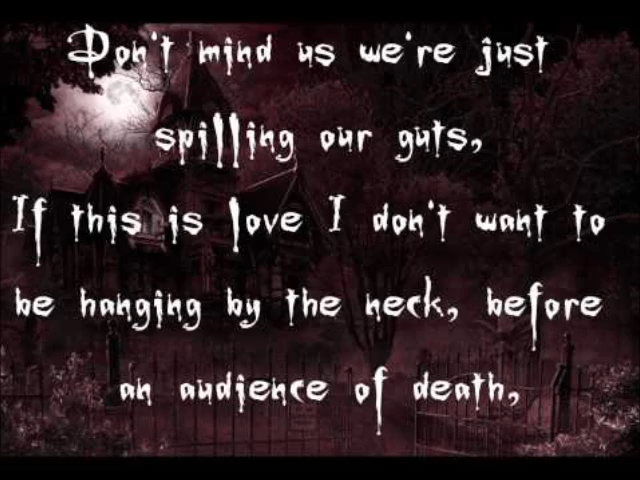 Don't mind us we're just
spilling our guts,
If this is love I don't want to
be hanging by the neck, before
an audience of death,